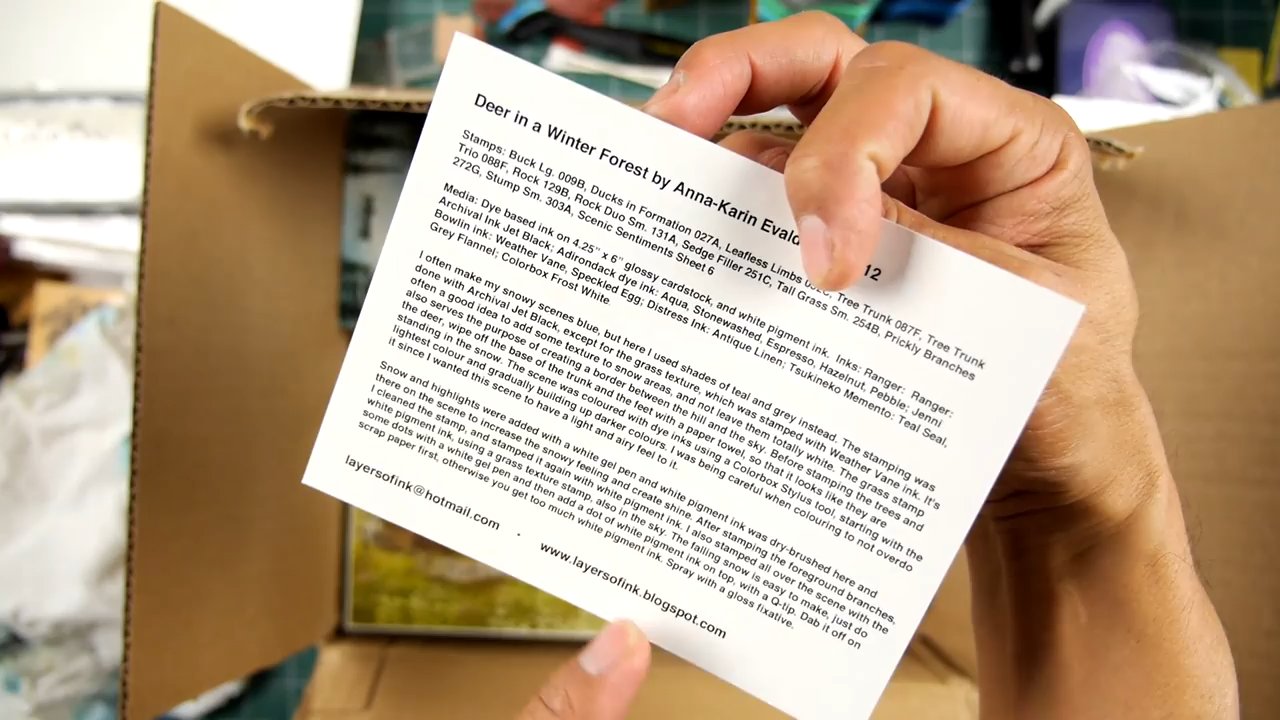 Deer in a Winter Forest by Anna-Karin Evald 12
Stamps: Buck Lg. 009B, Ducks in Formation 027A, Leafless Limbs Tree Trunk 087F, Tree Trunk
Trio 088F, Rock 129B, Rock Duo Sm. 131A, Sedge Filler 251C, Tall Grass Sm. 254B, Prickly Branches
272G, Stump Sm. 303A, Scenic Sentiments Sheet 6
Media: Dye based ink on 4.25" x 6" glossy cardstock, and white pigment ink. Inks: Ranger: Ranger:
Archival Ink Jet Black; Adirondack dye ink: Aqua, Stonewashed, Espresso, Hazelnut, Pebble; Jenni
Bowlin Ink: Weather Vane, Speckled Egg: Distress Ink: Antique Linen; Tsukineko Memento: Teal Seal,
Grey Flannel; Colorbox Frost White.
I often make my snowy scenes blue, but here I used shades of teal and grey instead. The stamping was
done with Archival Jet Black, except for the grass texture, which was stamped with Weather Vane ink. It's
often a good idea to add some texture to snow areas, and not leave them totally white. The grass stamp
also serves the purpose of creating a border between the hill and the sky. Before stamping the trees and
the deer, wipe off the base of the trunk and the feet with a paper towel, so that it looks like they are
standing in the snow. The scene was coloured with dye inks using a Colorbox Stylus tool, starting with the
lightest colour and gradually building up darker colours. I was being careful when colouring to not overdo
it since I wanted this scene to have a light and airy feel to it.
Snow and highlights were added with a white gel pen and white pigment ink was dry-brushed here and
there on the scene to increase the snowy feeling and create shine. After stamping the foreground branches,
I cleaned the stamp, and stamped it again with white pigment ink. I also stamped all over the scene with the
white pigment ink, using a grass texture stamp, also in the sky. The falling snow is easy to make, just do
some dots with a white gel pen and then add a dot of white pigment ink on top, with a Q-tip. Dab it off on
scrap paper first, otherwise you get too much white pigment ink. Spray with a gloss fixative.
layersofink@hotmail.com · www.layersofink.blogspot.com